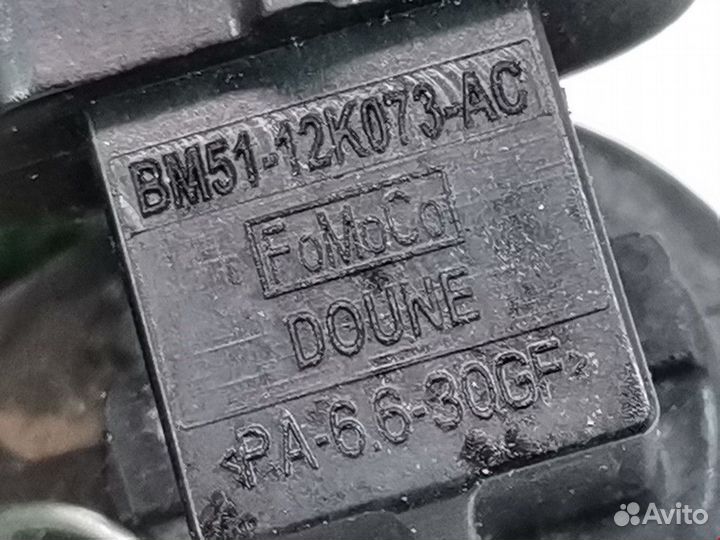 BM51-12K073-AC
FoMoCo
DOUNE
>PA-6.6-30GF<
Avito